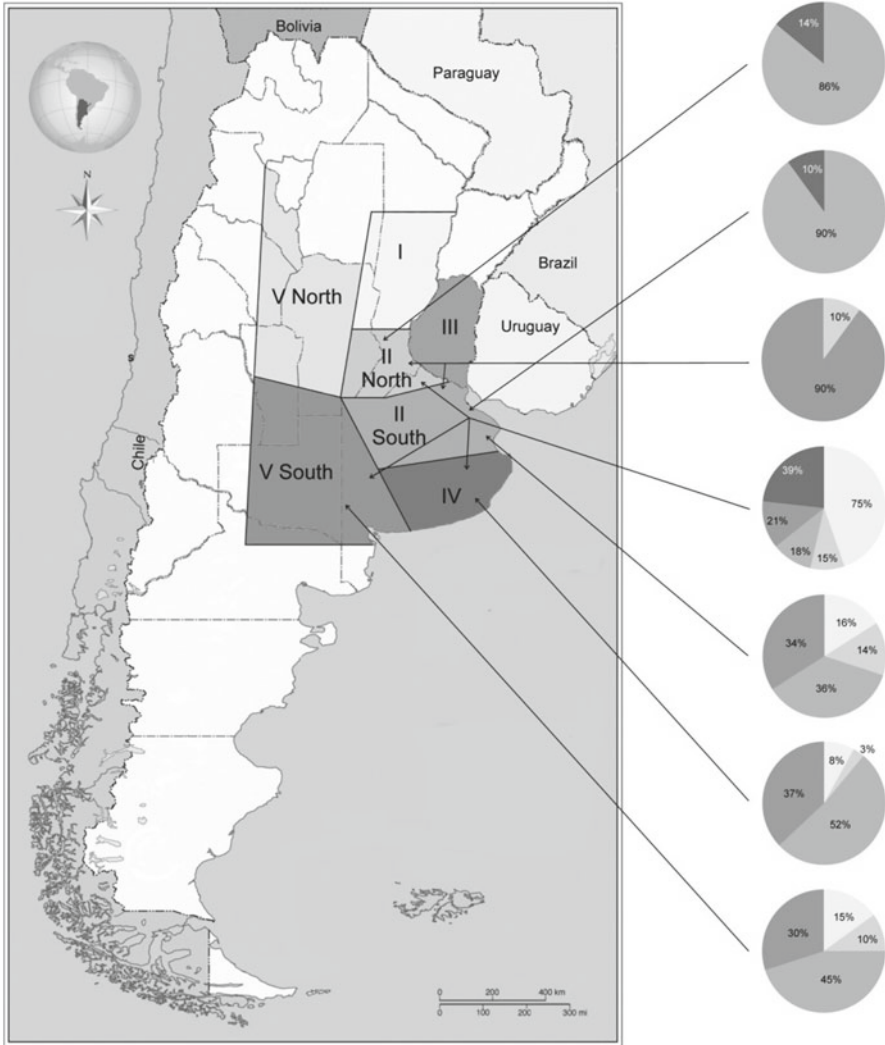 Bolivia
Paraguay
N
I
Brazil
V North
III
Uruguay
II
North
II
South
Chile
V South
IV
S
0 200 400 km
0 100 200 300 mi
14%
86%
10%
90%
10%
90%
39%
75%
21%
18%
15%
16%
34%
14%
36%
8%
3%
37%
52%
15%
30%
10%
45%